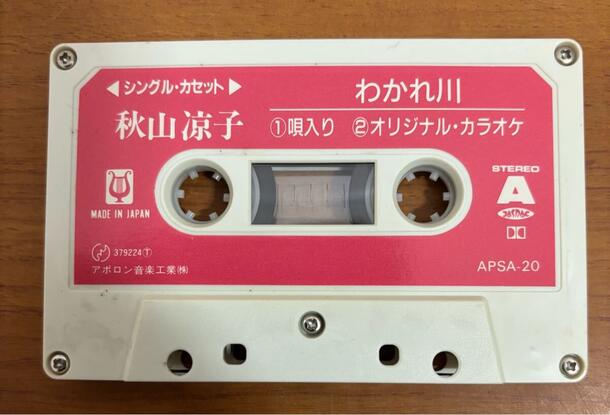 ◀シングル・カセット▶
わかれ川
秋山涼子
①唄入り ②オリジナル・カラオケ
MADE IN JAPAN
STEREO
A
379224Ⓣ
アポロン音楽工業㈱
APSA-20